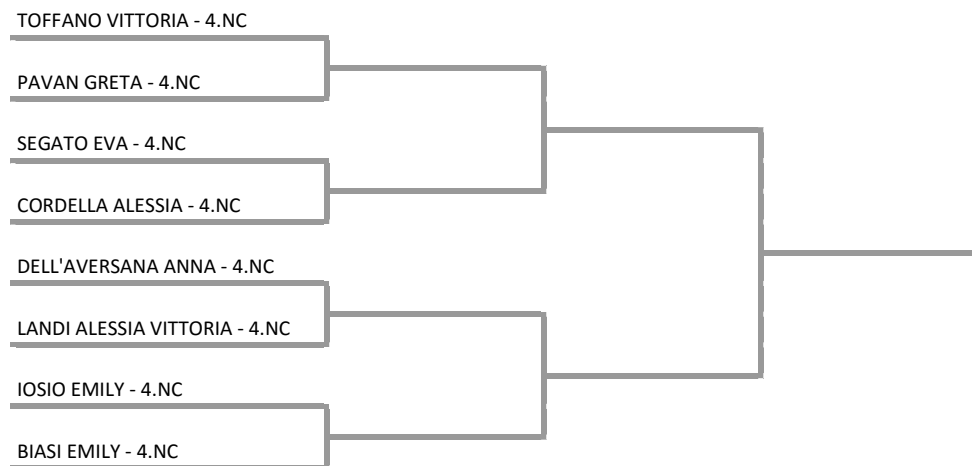 TOFFANO VITTORIA - 4.NC
PAVAN GRETA - 4.NC
SEGATO EVA - 4.NC
CORDELLA ALESSIA - 4.NC
DELL'AVERSANA ANNA - 4.NC
LANDI ALESSIA VITTORIA - 4.NC
IOSIO EMILY - 4.NC
BIASI EMILY - 4.NC